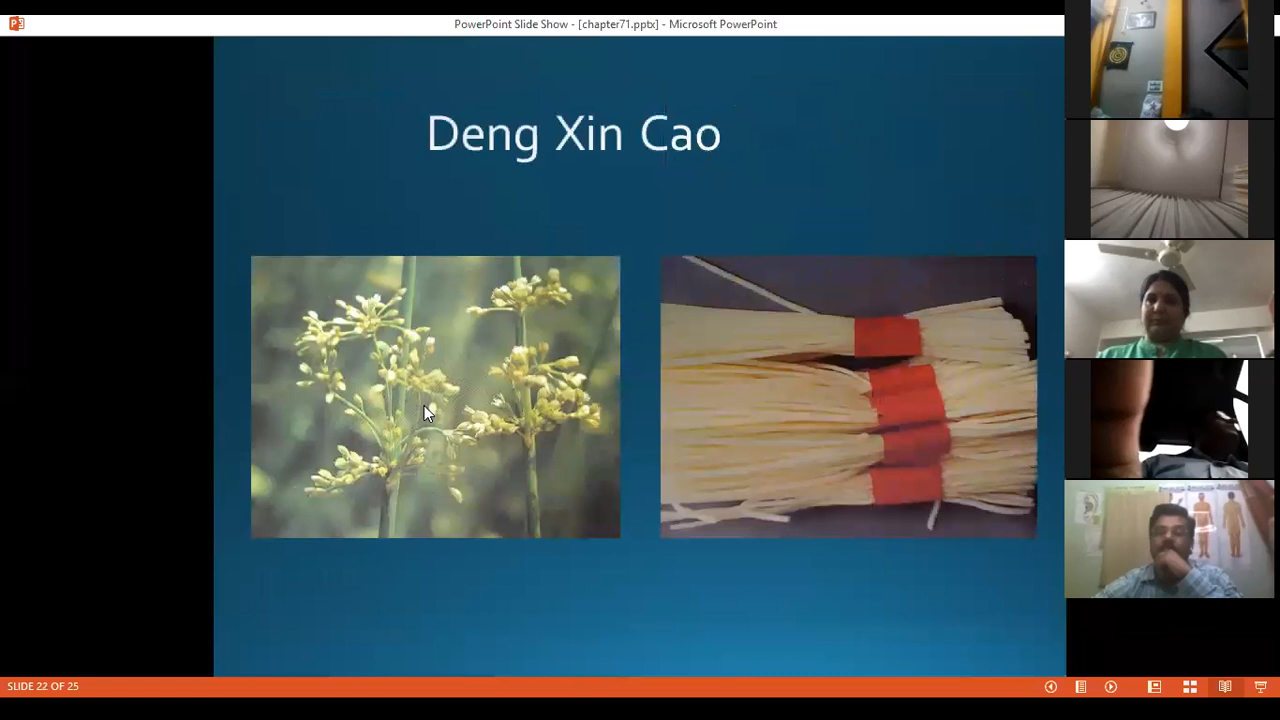 PowerPoint Slide Show - [chapter71.pptx] - Microsoft PowerPoint
Deng Xin Cao
SLIDE 22 OF 25